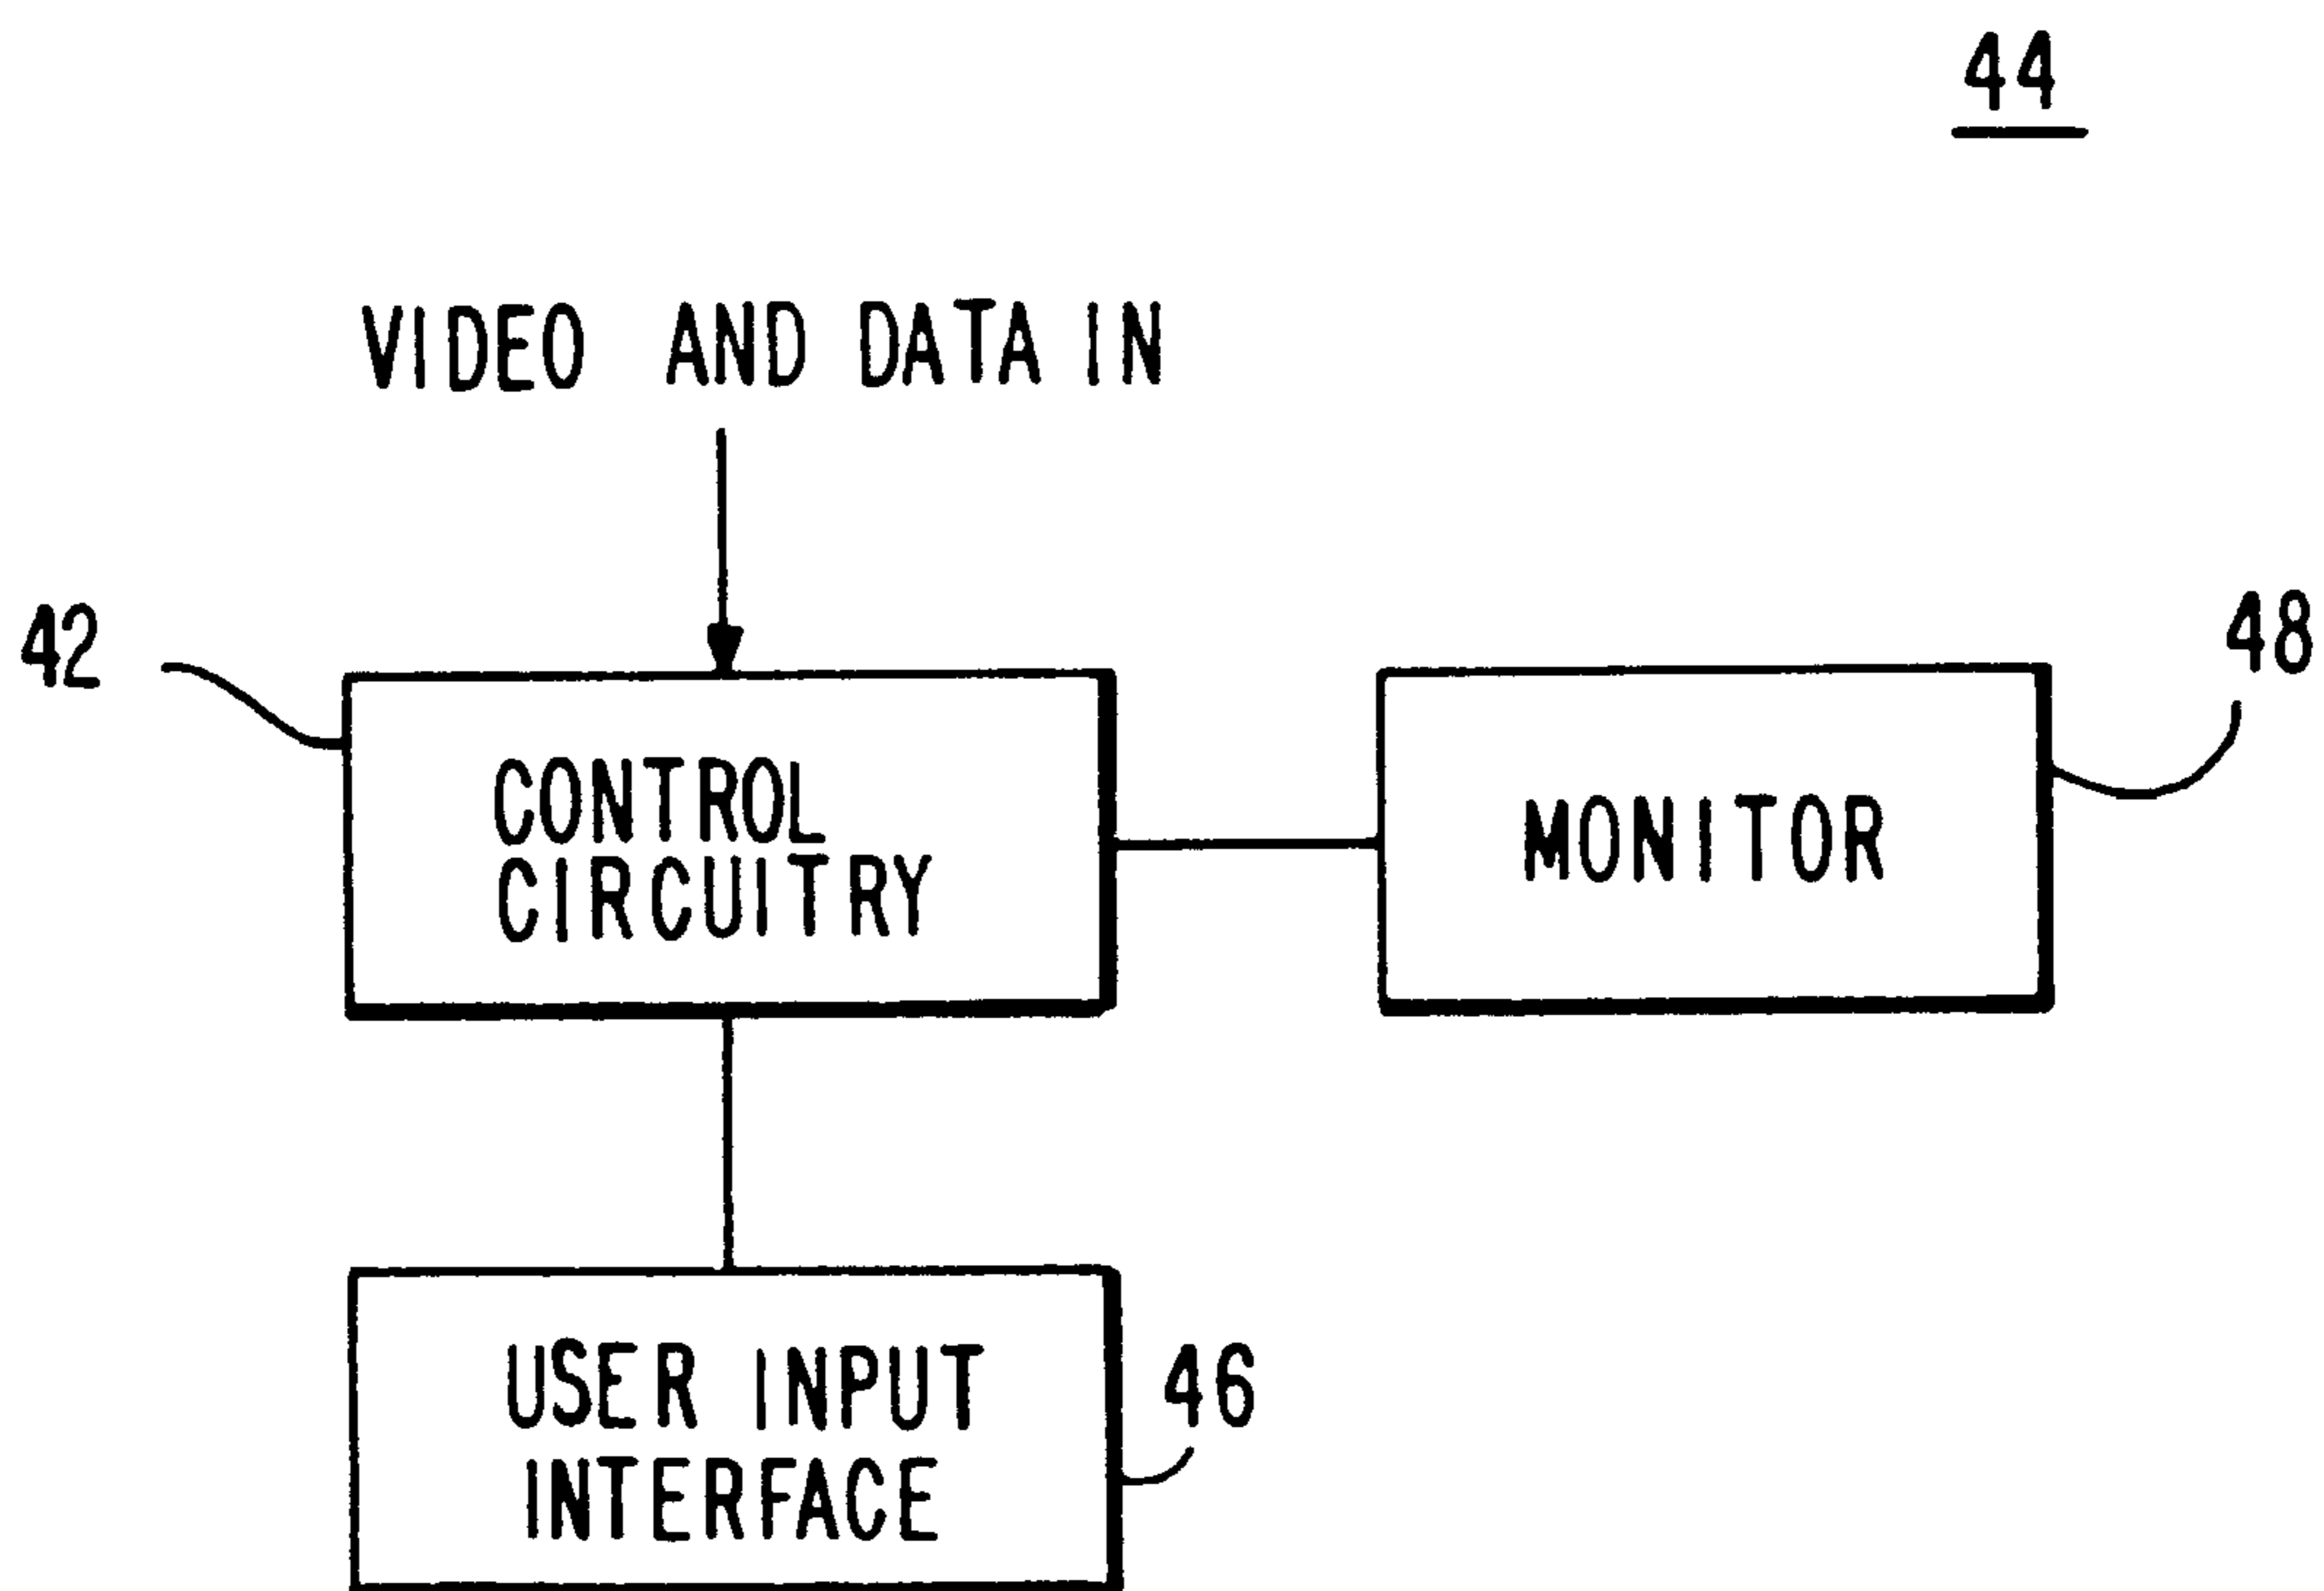 44
VIDEO AND DATA IN
42
48
CONTROL
CIRCUITRY
MONITOR
USER INPUT
INTERFACE
46